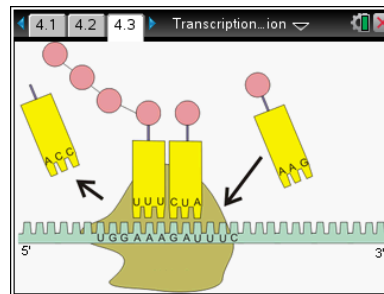 4.1 4.2 4.3 Transcription...ion
ACC
UUU CUA
AAG
UGGAAAGAUUUC
5' 3'